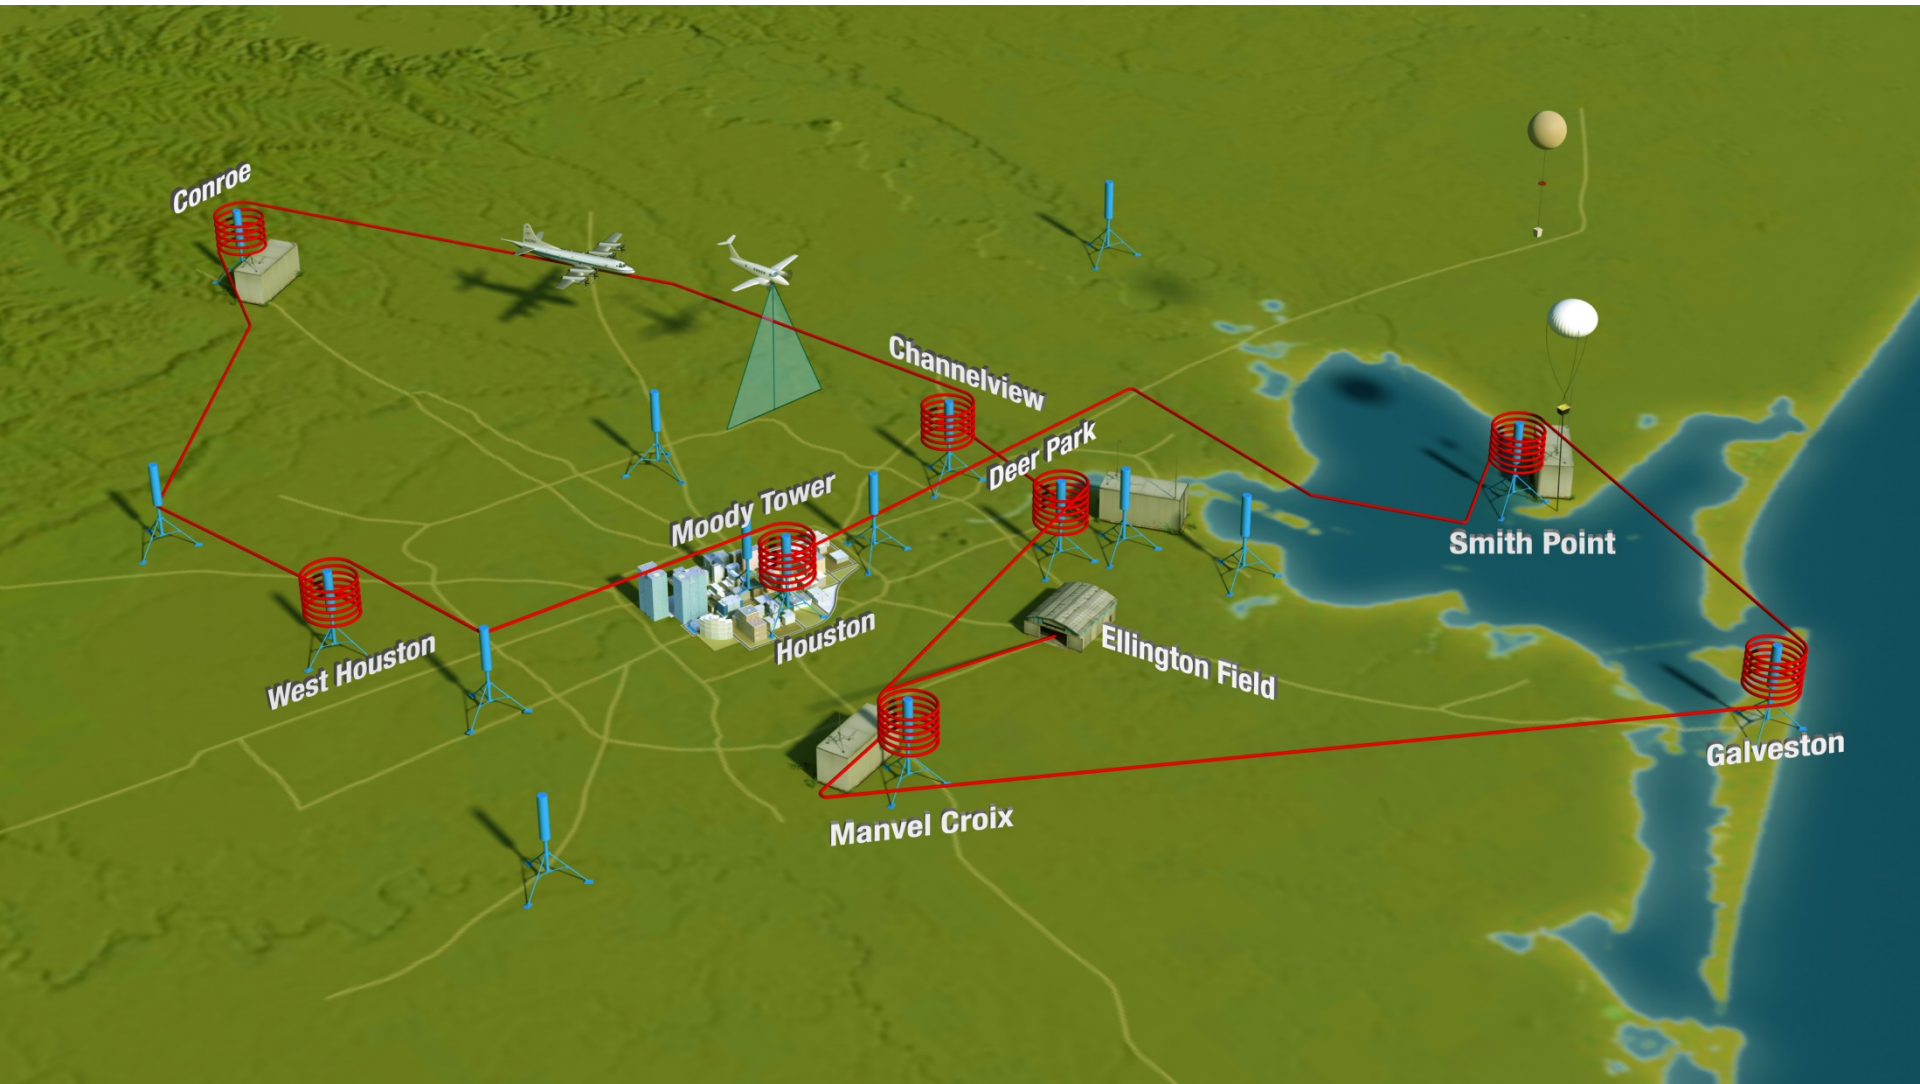 Conroe
Channelview
Deer Park
Moody Tower
Smith Point
Houston
West Houston
Ellington Field
Galveston
Manvel Croix